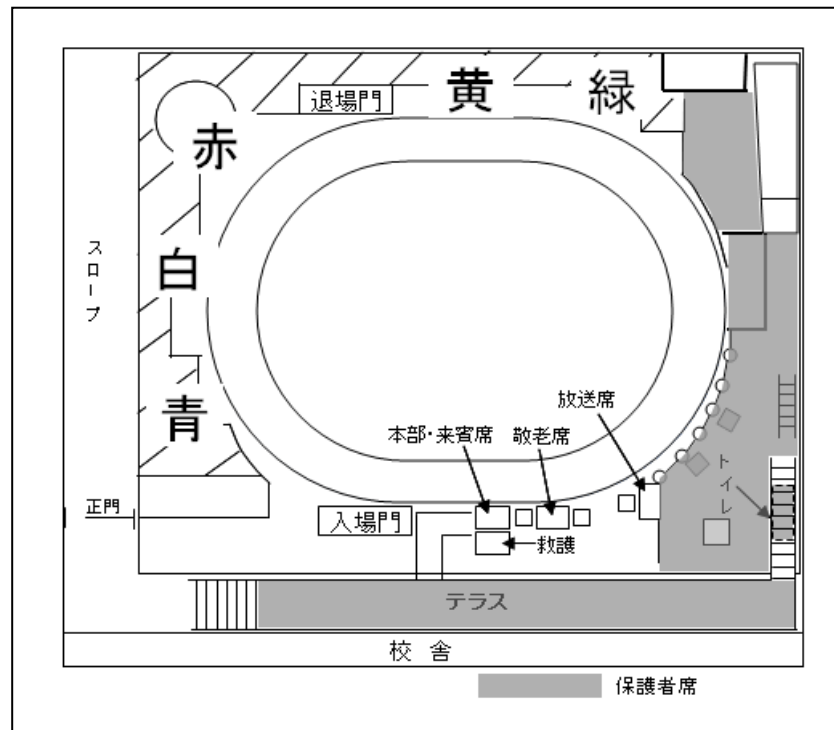 黄
緑
退場門
赤
スロープ
白
青
放送席
本部・来賓席
敬老席
トイレ
正門
入場門
救護
テラス
校舎
保護者席